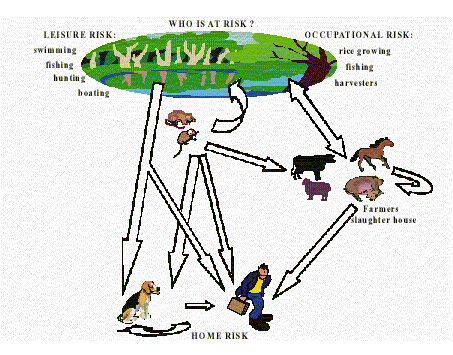 WHO IS AT RISK ?
LEISURE RISK:
swimming
fishing
hunting
boating
OCCUPATIONAL RISK:
rice growing
fishing
harvesters
Farmers
slaughter house
HOME RISK